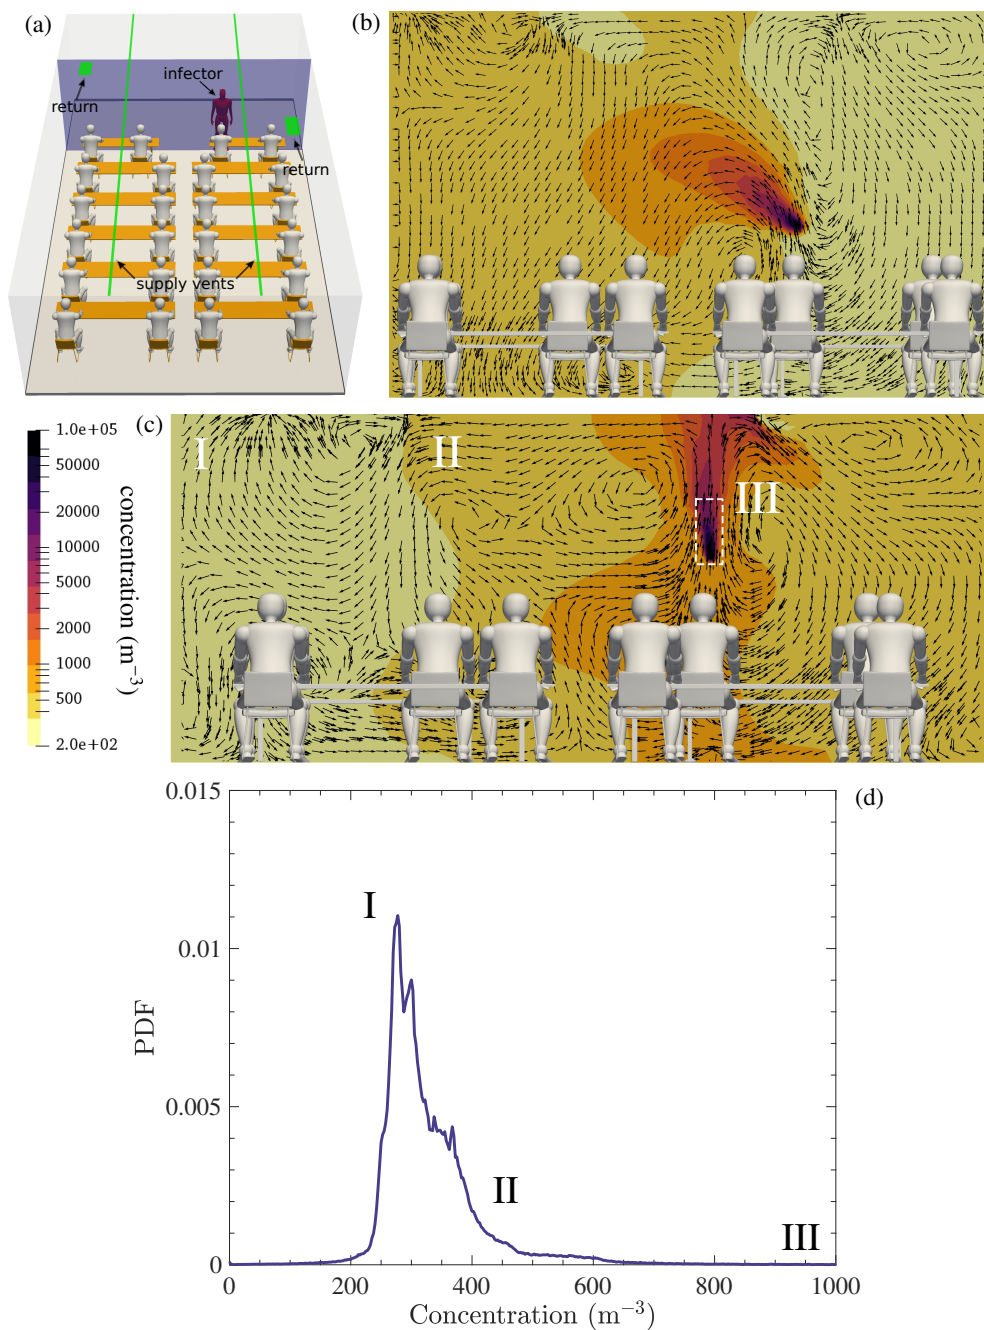 (a)
infector
return
return
supply vents
(b)
(c)
I
II
III
1.0e+05
50000
20000
10000
5000
2000
1000
500
2.0e+02
concentration (m⁻³)
(d)
0.015
0.01
0.005
0
PDF
I
II
III
0
200
400
600
800
1000
Concentration (m⁻³)